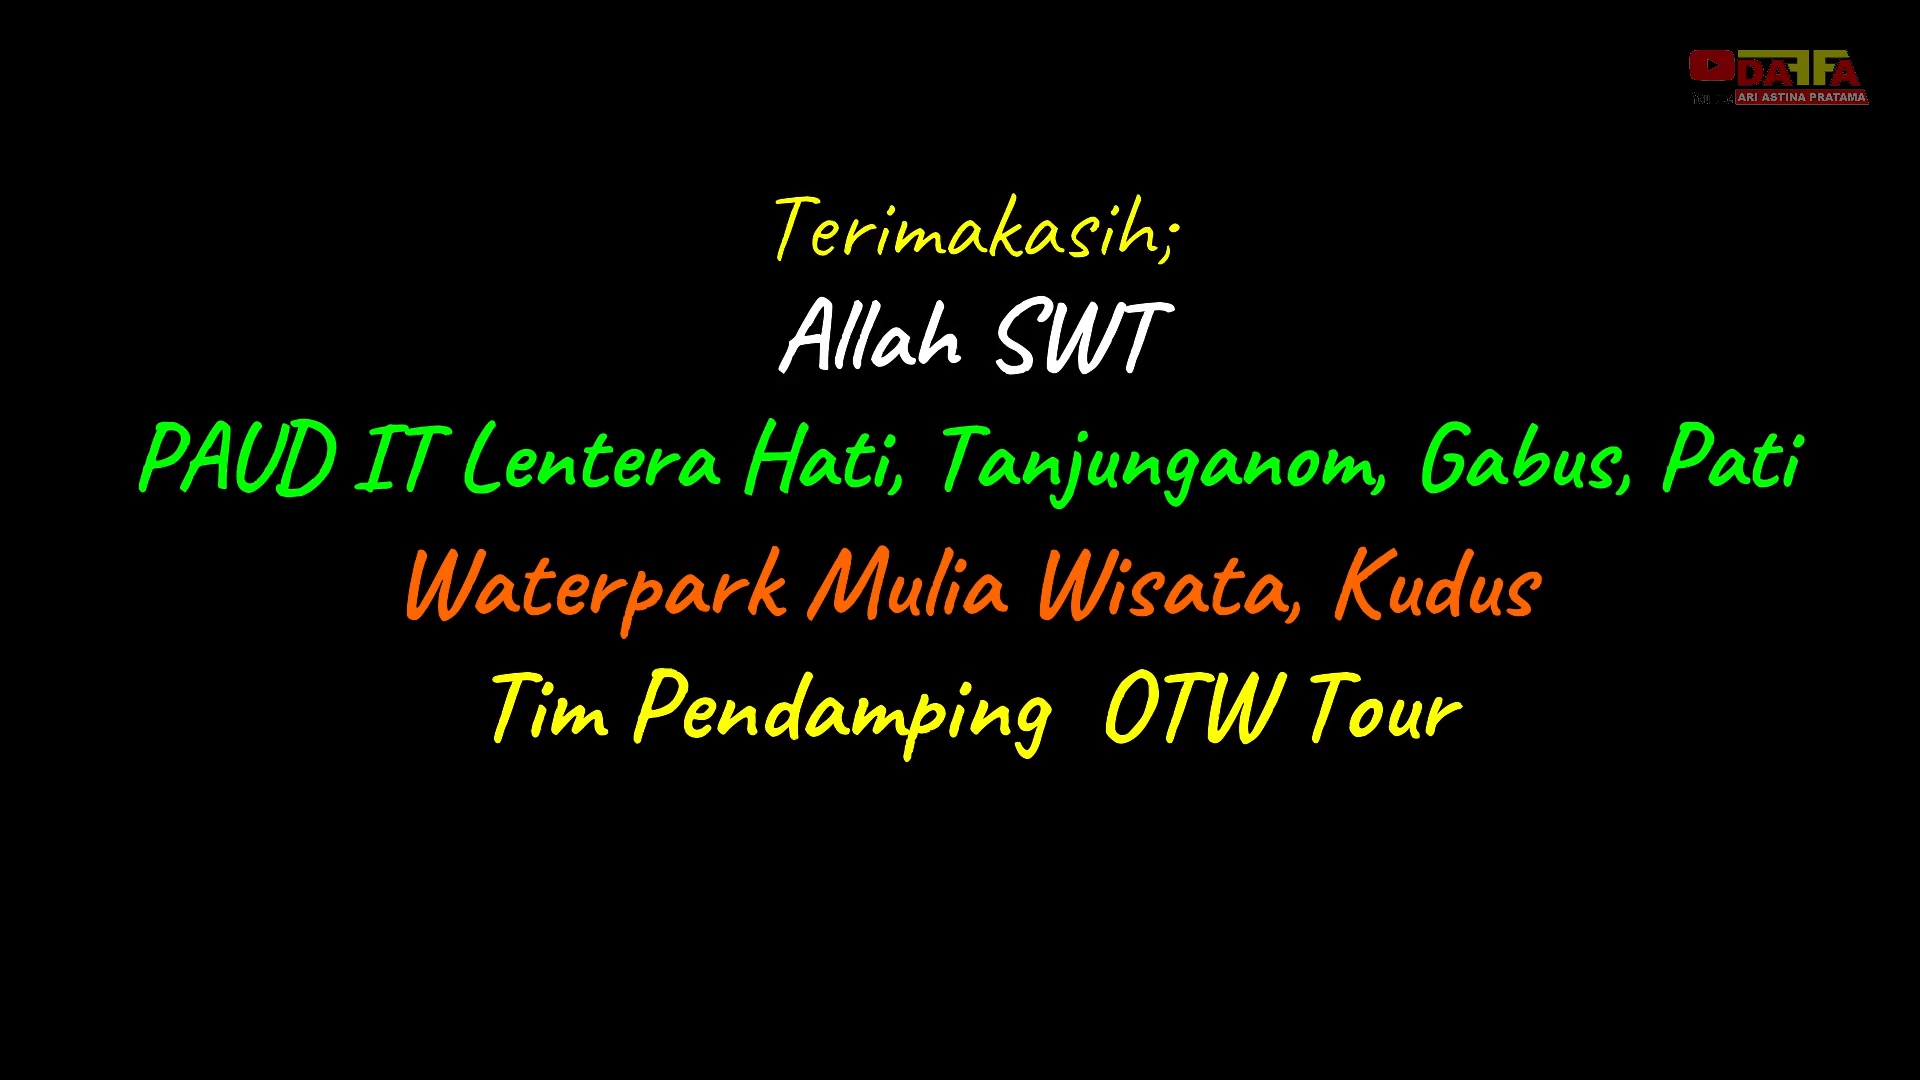 DAFFA
ARI ASTINA PRATAMA
Terimakasih;
Allah SWT
PAUD IT Lentera Hati, Tanjunganom, Gabus, Pati
Waterpark Mulia Wisata, Kudus
Tim Pendamping OTW Tour